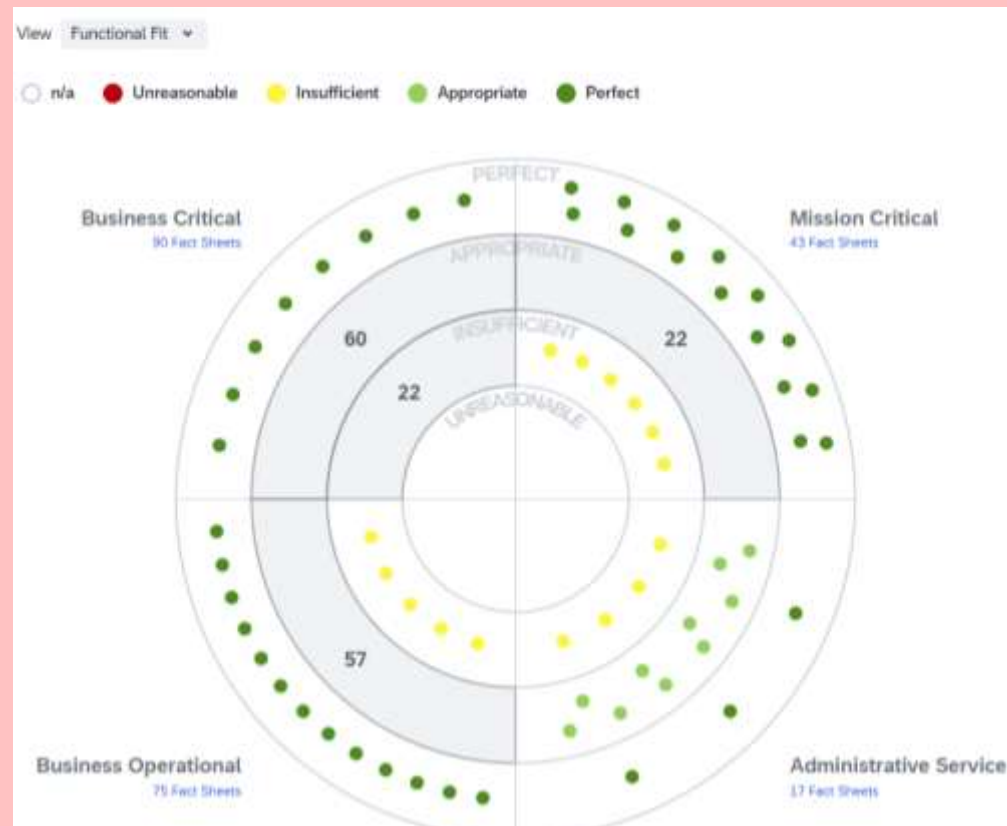 View Functional Fit
n/a Unreasonable Insufficient Appropriate Perfect
PERFECT
Business Critical
90 Fact Sheets
Mission Critical
43 Fact Sheets
APPROPRIATE
INSUFFICIENT
60
22
22
UNREASONABLE
57
Business Operational
75 Fact Sheets
Administrative Service
17 Fact Sheets